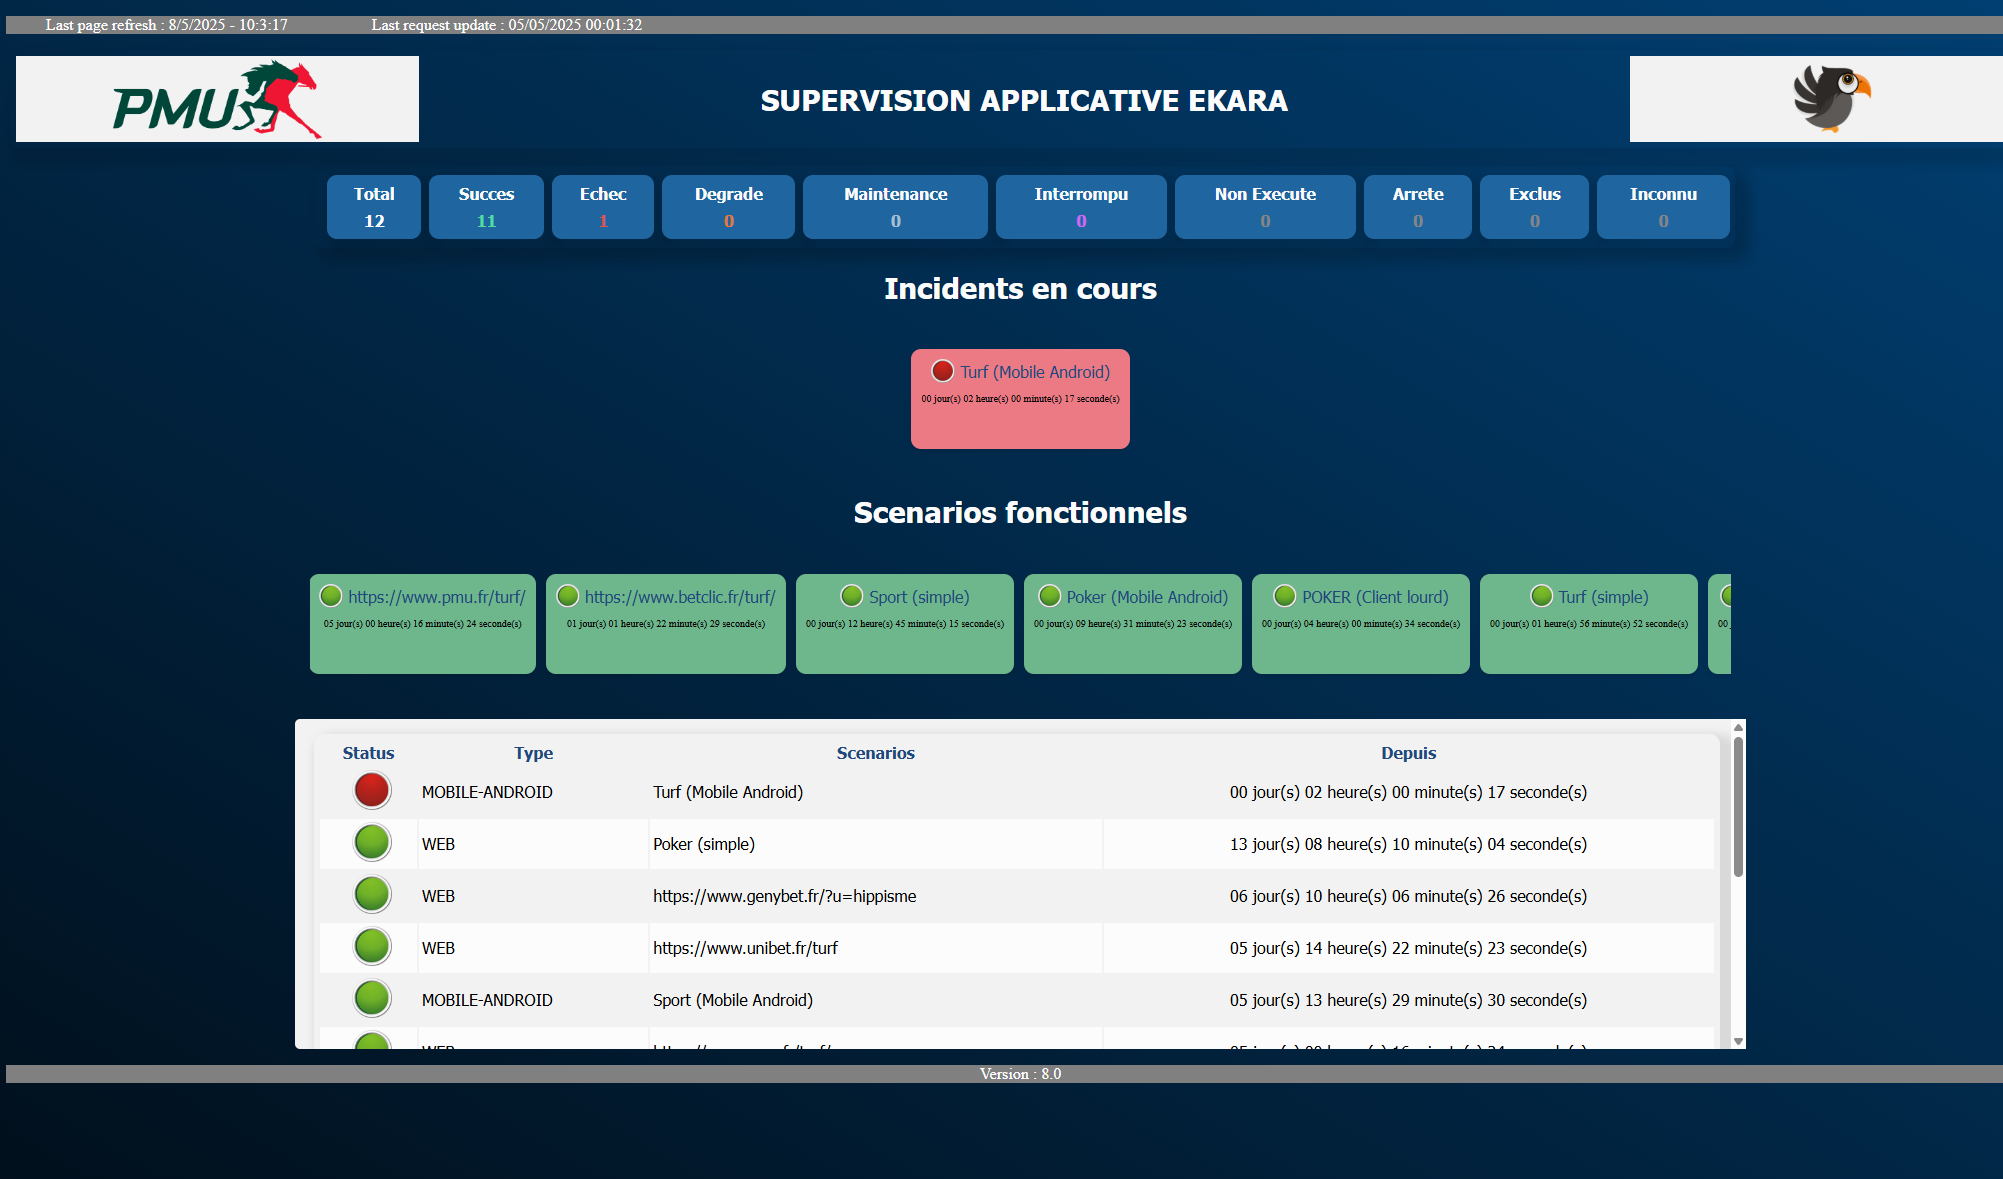 Last page refresh : 8/5/2025 - 10:3:17 Last request update : 05/05/2025 00:01:32
PMU
SUPERVISION APPLICATIVE EKARA
Total Succes Echec Degrade Maintenance Interrompu Non Execute Arrete Exclus Inconnu
12 11 1 0 0 0 0 0 0 0
Incidents en cours
Turf (Mobile Android)
00 jour(s) 02 heure(s) 00 minute(s) 17 seconde(s)
Scenarios fonctionnels
https://www.pmu.fr/turf/ https://www.betclic.fr/turf/ Sport (simple) Poker (Mobile Android) POKER (Client lourd) Turf (simple)
05 jour(s) 00 heure(s) 16 minute(s) 24 seconde(s) 01 jour(s) 01 heure(s) 22 minute(s) 29 seconde(s) 00 jour(s) 12 heure(s) 45 minute(s) 15 seconde(s) 00 jour(s) 09 heure(s) 31 minute(s) 23 seconde(s) 00 jour(s) 04 heure(s) 00 minute(s) 34 seconde(s) 00 jour(s) 01 heure(s) 56 minute(s) 52 seconde(s) 00
Status Type Scenarios Depuis
MOBILE-ANDROID Turf (Mobile Android) 00 jour(s) 02 heure(s) 00 minute(s) 17 seconde(s)
WEB Poker (simple) 13 jour(s) 08 heure(s) 10 minute(s) 04 seconde(s)
WEB https://www.genybet.fr/?u=hippisme 06 jour(s) 10 heure(s) 06 minute(s) 26 seconde(s)
WEB https://www.unibet.fr/turf 05 jour(s) 14 heure(s) 22 minute(s) 23 seconde(s)
MOBILE-ANDROID Sport (Mobile Android) 05 jour(s) 13 heure(s) 29 minute(s) 30 seconde(s)
Version : 8.0